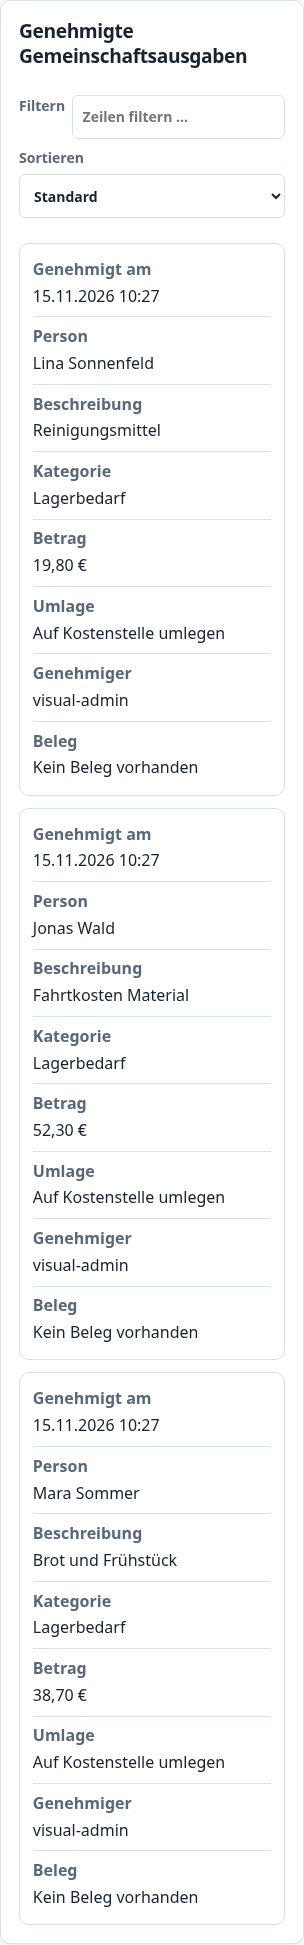 Genehmigte
Gemeinschaftsausgaben
Filtern
Zeilen filtern ...
Sortieren
Standard
Genehmigt am
15.11.2026 10:27
Person
Lina Sonnenfeld
Beschreibung
Reinigungsmittel
Kategorie
Lagerbedarf
Betrag
19,80 €
Umlage
Auf Kostenstelle umlegen
Genehmiger
visual-admin
Beleg
Kein Beleg vorhanden
Genehmigt am
15.11.2026 10:27
Person
Jonas Wald
Beschreibung
Fahrtkosten Material
Kategorie
Lagerbedarf
Betrag
52,30 €
Umlage
Auf Kostenstelle umlegen
Genehmiger
visual-admin
Beleg
Kein Beleg vorhanden
Genehmigt am
15.11.2026 10:27
Person
Mara Sommer
Beschreibung
Brot und Frühstück
Kategorie
Lagerbedarf
Betrag
38,70 €
Umlage
Auf Kostenstelle umlegen
Genehmiger
visual-admin
Beleg
Kein Beleg vorhanden